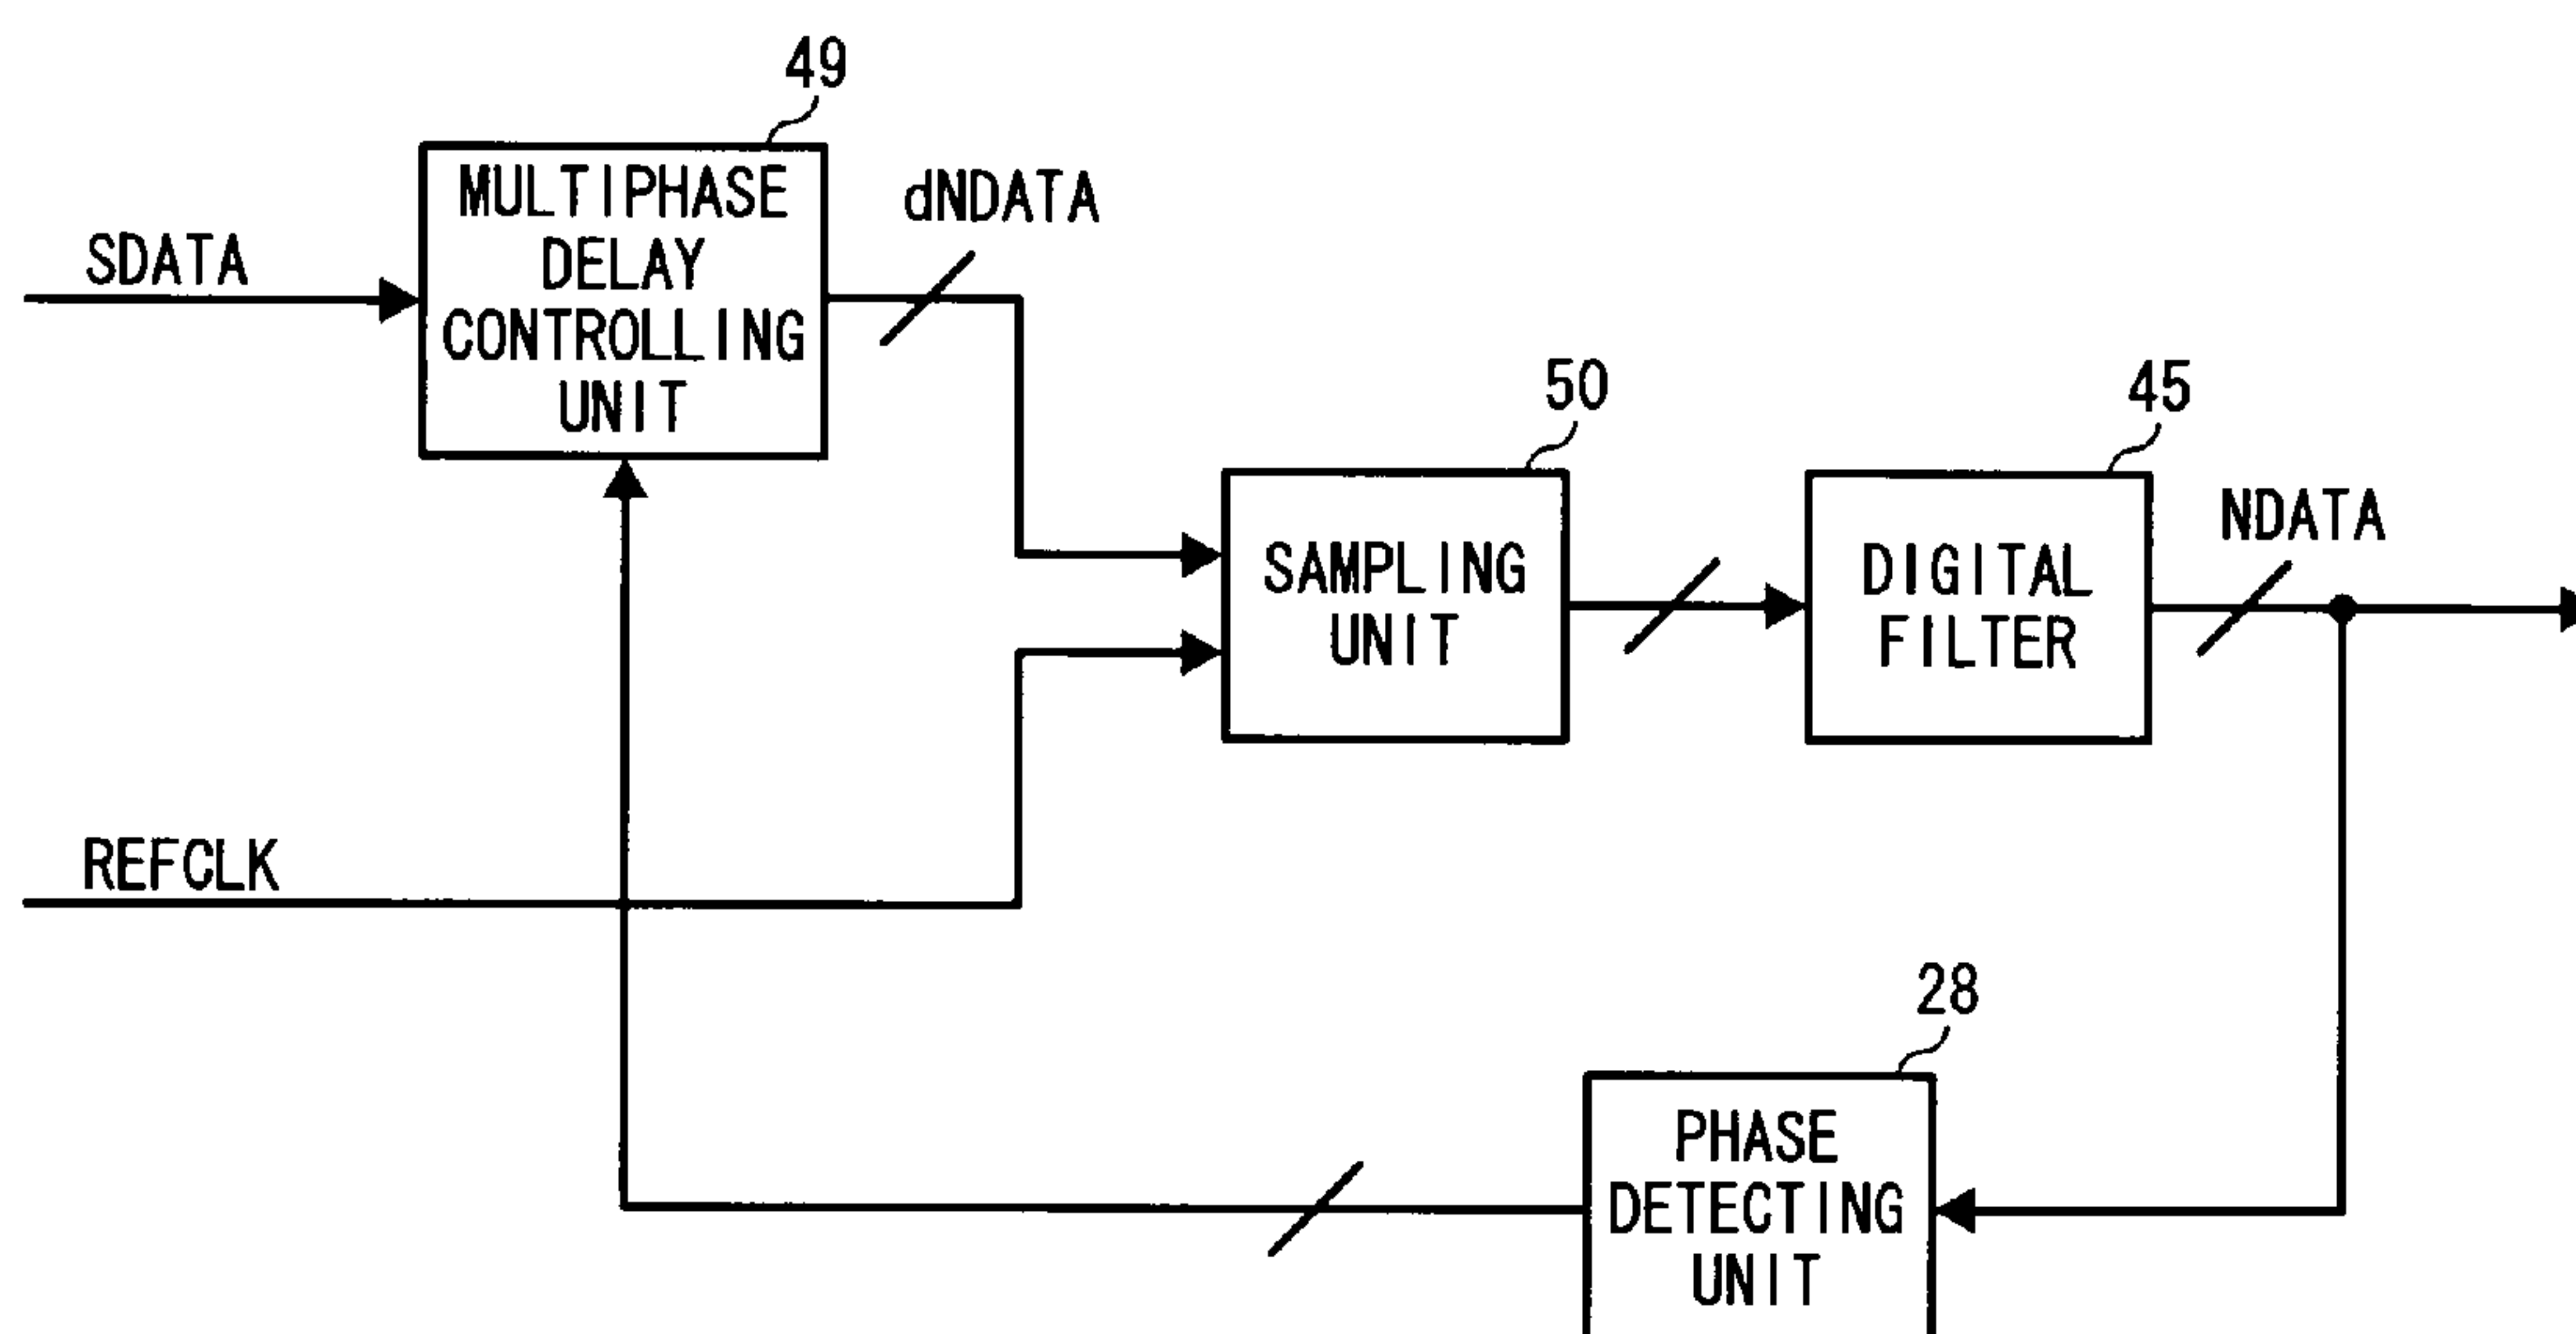 49
MULTIPHASE
DELAY
CONTROLLING
UNIT
SDATA
dNDATA
50
SAMPLING
UNIT
45
DIGITAL
FILTER
NDATA
REFCLK
28
PHASE
DETECTING
UNIT